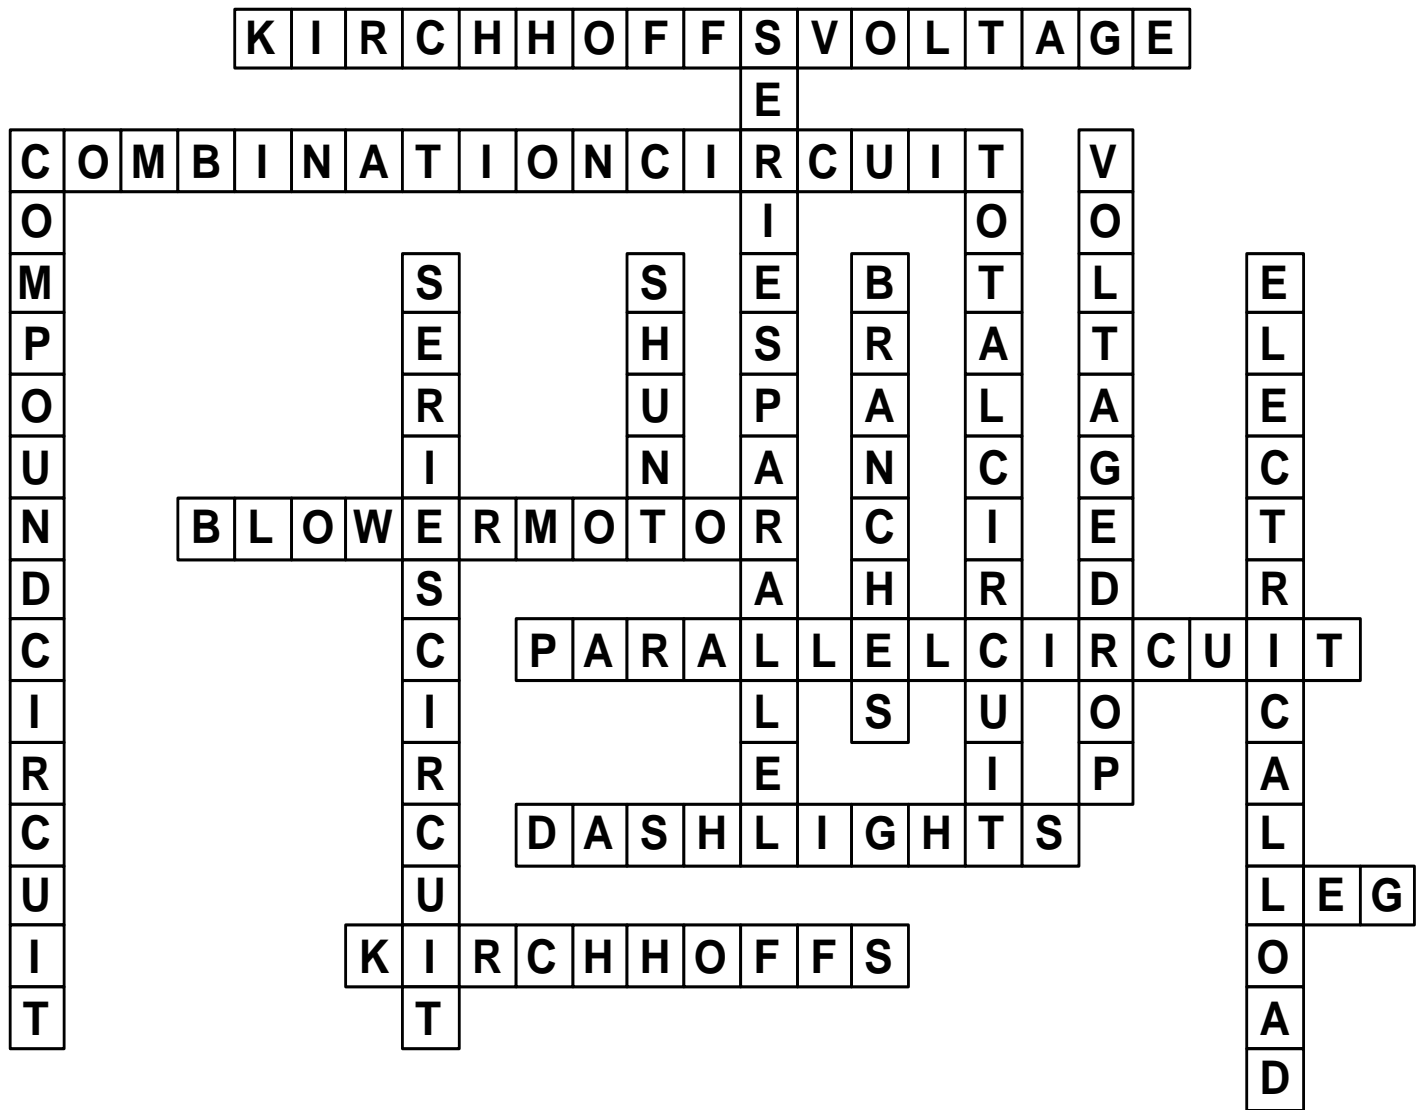 KIRCHHOFFSVOLTAGE
SERIESPARALLEL
COMBINATIONCIRCUIT
COMPOUNDCIRCUIT
TOTALCIRCUIT
VOLTAGEDROP
SERIESCIRCUIT
SHUNT
BRANCHES
ELECTRICALLOAD
BLOWERMOTOR
PARALLELCIRCUIT
DASHLIGHTS
LEG
KIRCHHOFFS